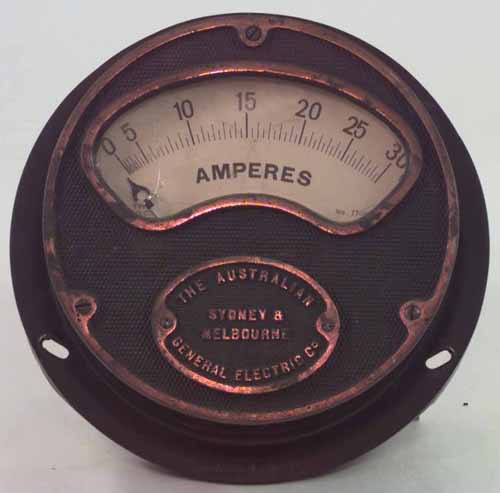 0 5 10 15 20 25 30
AMPERES
THE AUSTRALIAN
SYDNEY &
MELBOURNE
GENERAL ELECTRIC Cº